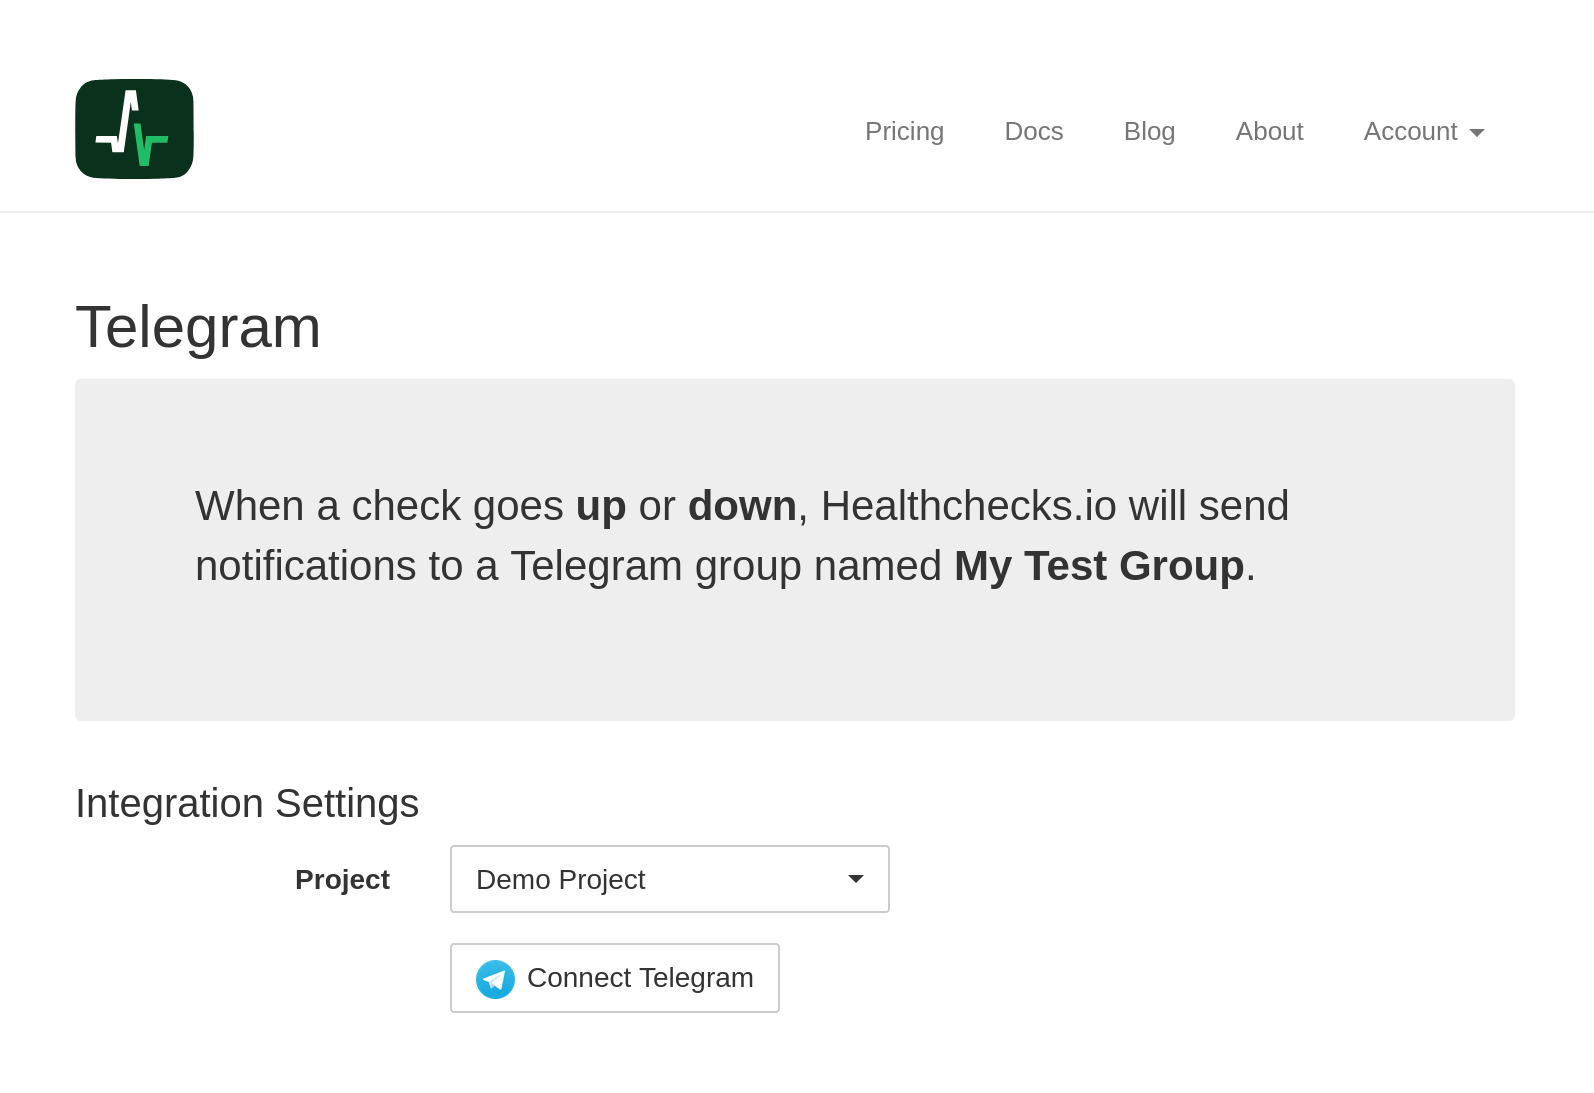 Pricing Docs Blog About Account
Telegram
When a check goes up or down, Healthchecks.io will send
notifications to a Telegram group named My Test Group.
Integration Settings
Project Demo Project
Connect Telegram